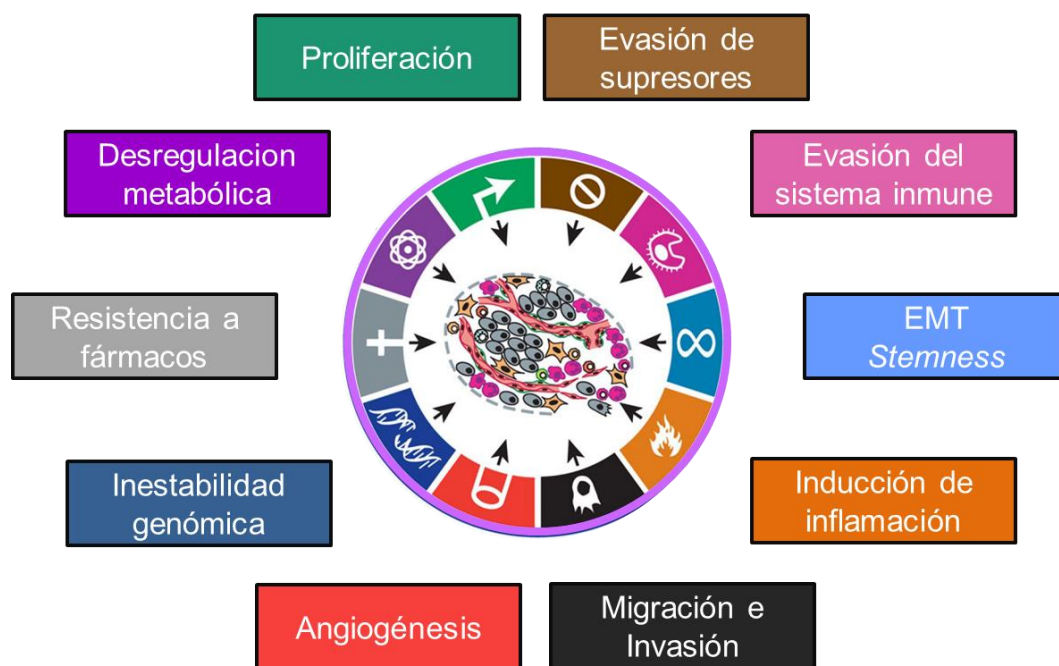 Proliferación
Evasión de
supresores
Desregulacion
metabólica
Evasión del
sistema inmune
Resistencia a
fármacos
EMT
Stemness
Inestabilidad
genómica
Inducción de
inflamación
Angiogénesis
Migración e
Invasión